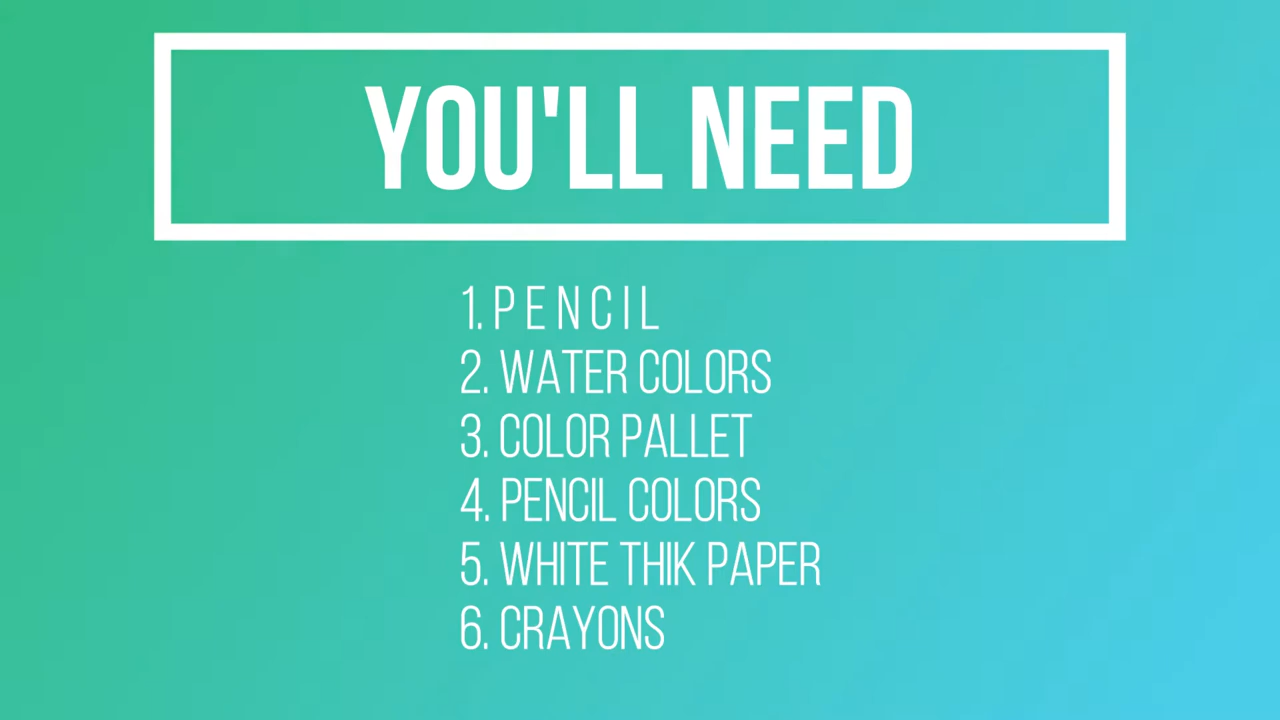 YOU'LL NEED
1. PENCIL
2. WATER COLORS
3. COLOR PALLET
4. PENCIL COLORS
5. WHITE THIK PAPER
6. CRAYONS